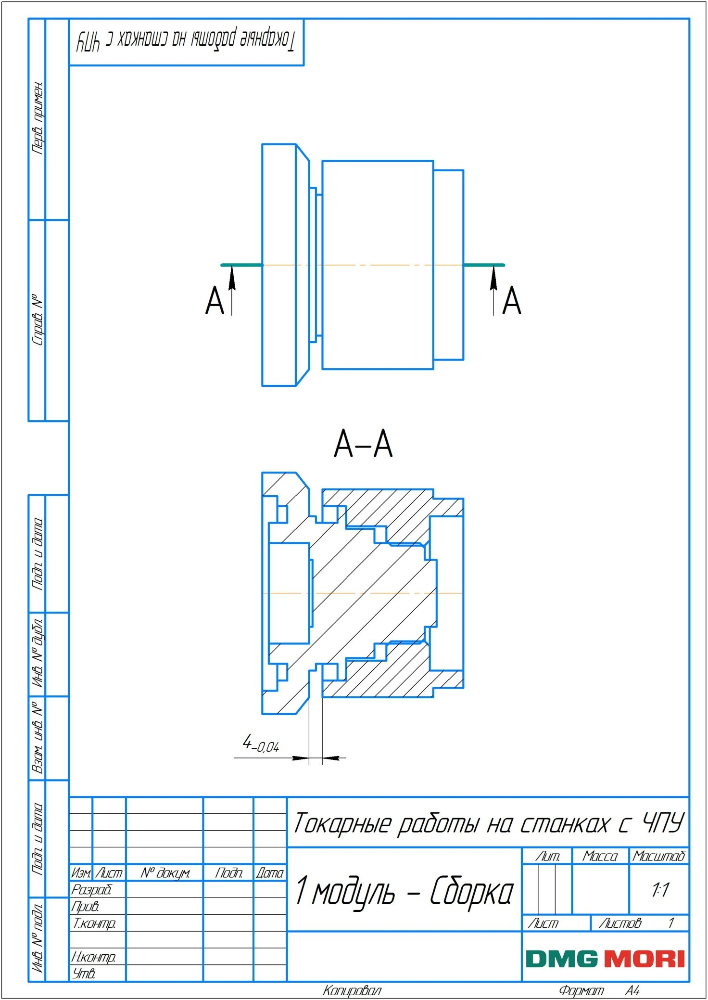 Токарные работы на станках с ЧПУ
Перв. примен.
Справ. №
Подп. и дата
Инв. № дубл.
Взам. инв. №
Подп. и дата
Инв. № подл.
А
А
А-А
4-0,04
Токарные работы на станках с ЧПУ
Изм. Лист № докум. Подп. Дата
Разраб.
Пров.
Т.контр.
Н.контр.
Утв.
1 модуль - Сборка
Лит. Масса Масштаб
1:1
Лист Листов 1
DMG MORI
Копировал Формат А4